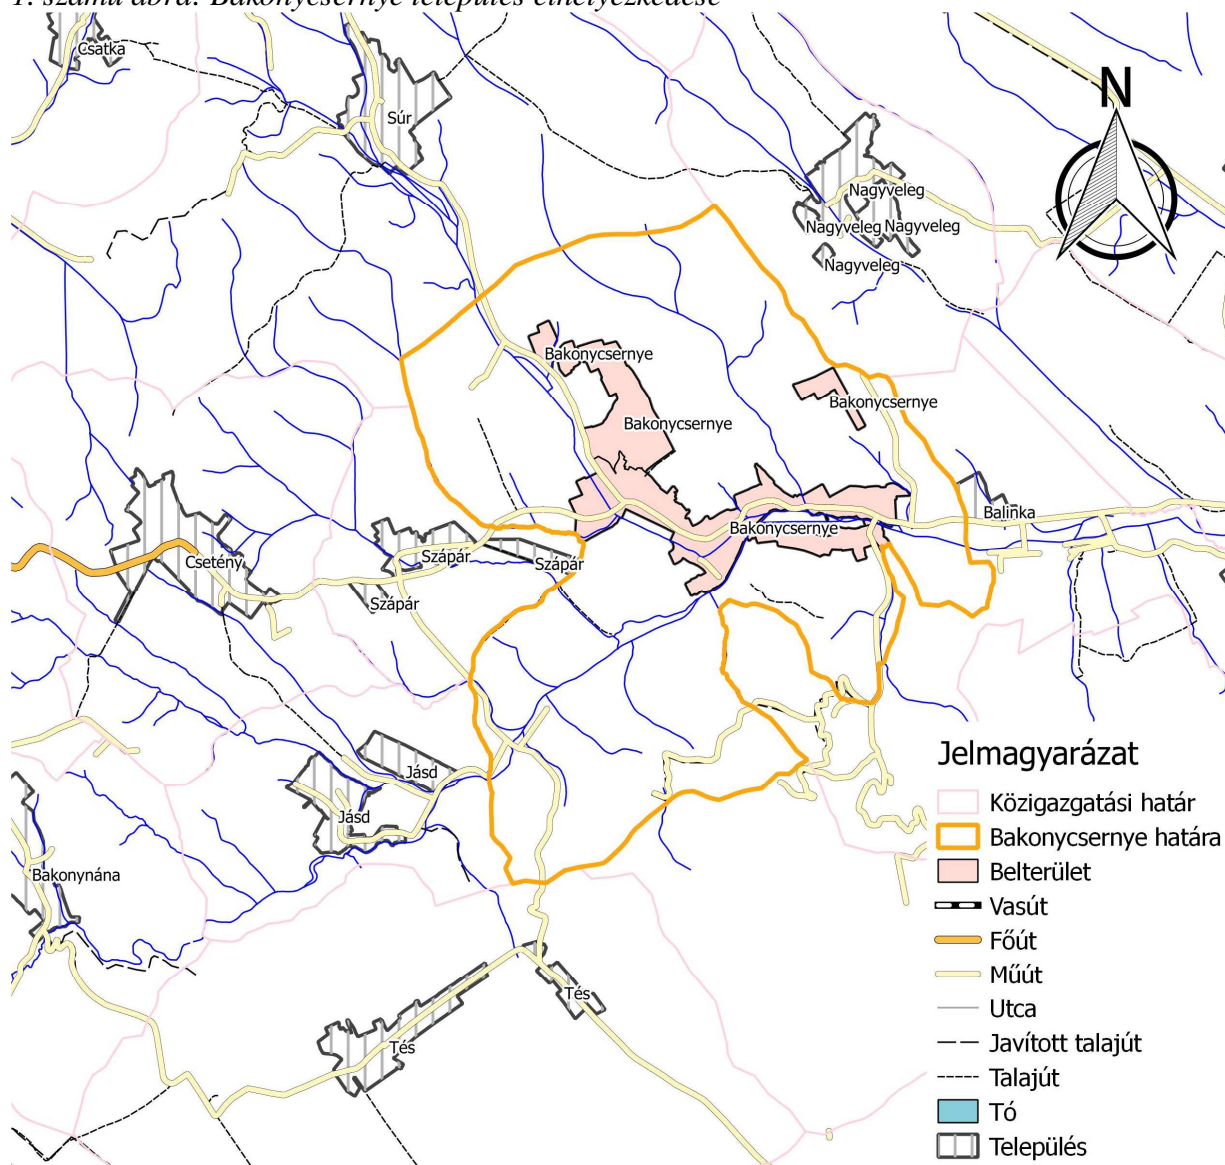 1. számú ábra: Bakonycsernye település elhelyezkedése
Csatka
N
Súr
Nagyveleg
Nagyveleg Nagyveleg
Nagyveleg
Bakonycsernye
Bakonycsernye
Bakonycsernye
Balinka
Bakonycsernye
Szápár
Szápár
Csetény
Szápár
Jásd
Jásd
Bakonynána
Tés
Tés
Jelmagyarázat
Közigazgatási határ
Bakonycsernye határa
Belterület
Vasút
Főút
Műút
Utca
Javított talajút
Talajút
Tó
Település